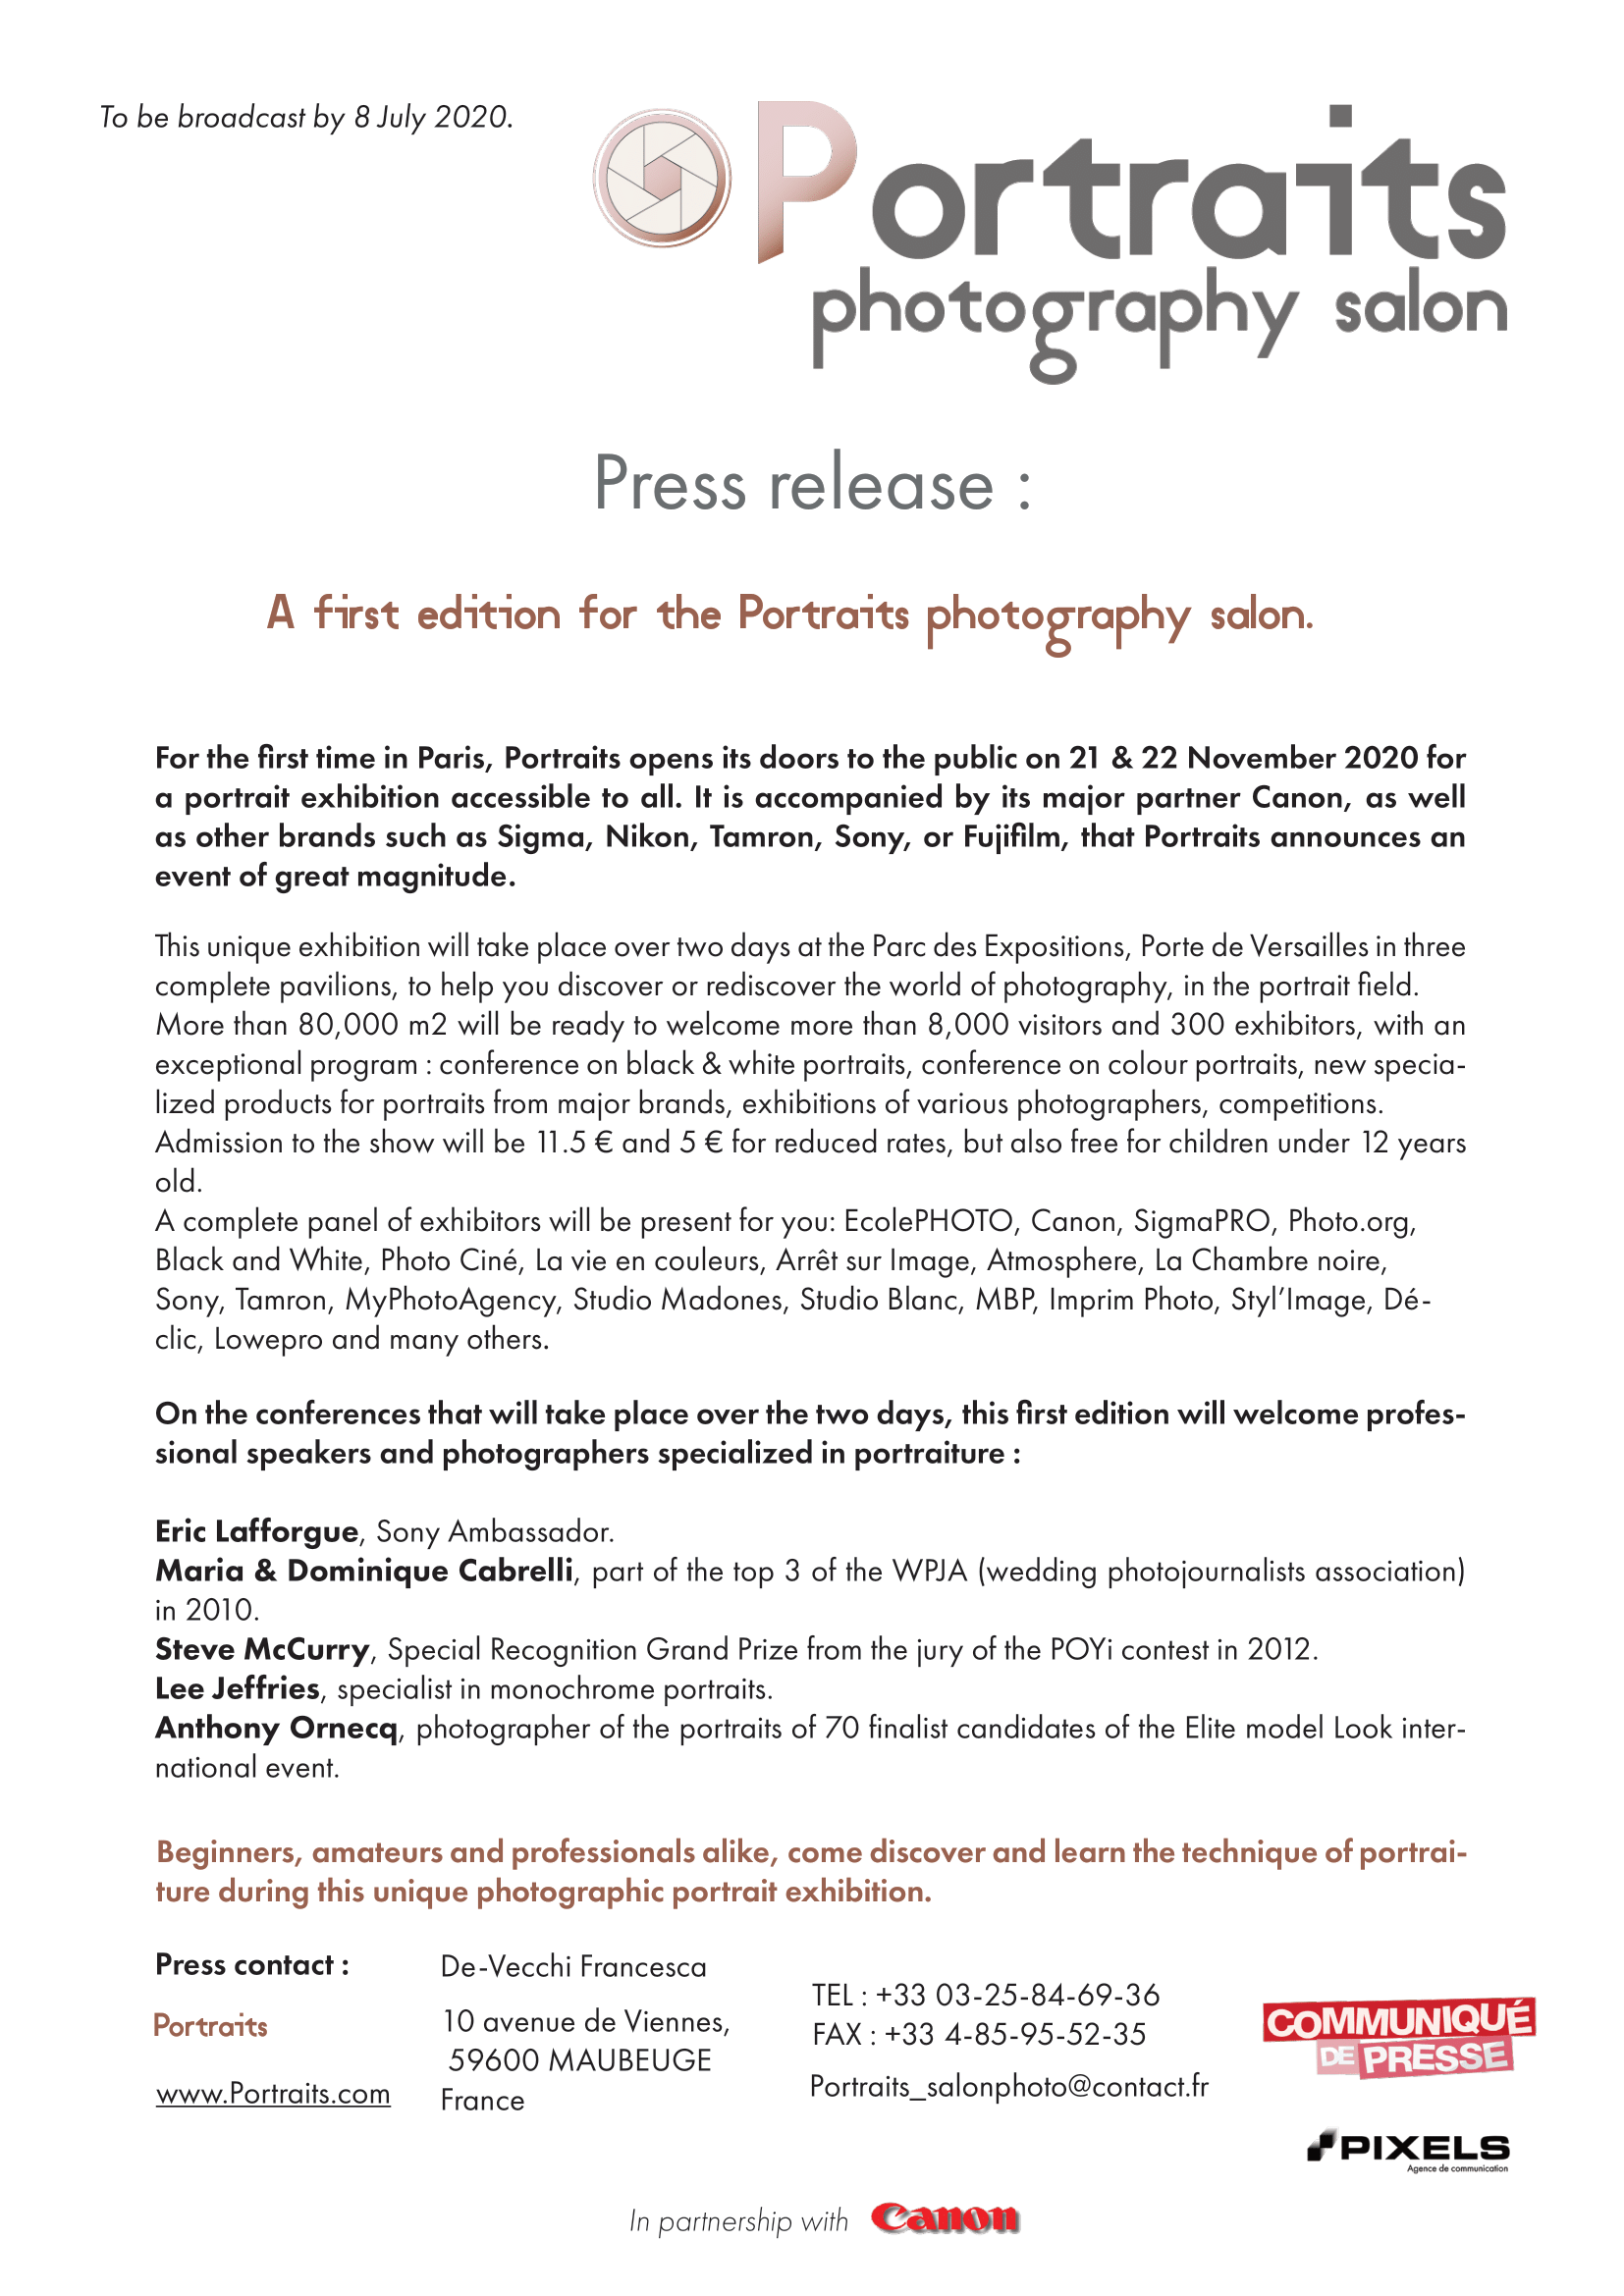 To be broadcast by 8 July 2020.
Portraits
photography salon
Press release :
A first edition for the Portraits photography salon.
For the first time in Paris, Portraits opens its doors to the public on 21 & 22 November 2020 for
a portrait exhibition accessible to all. It is accompanied by its major partner Canon, as well
as other brands such as Sigma, Nikon, Tamron, Sony, or Fujifilm, that Portraits announces an
event of great magnitude.
This unique exhibition will take place over two days at the Parc des Expositions, Porte de Versailles in three
complete pavilions, to help you discover or rediscover the world of photography, in the portrait field.
More than 80,000 m2 will be ready to welcome more than 8,000 visitors and 300 exhibitors, with an
exceptional program : conference on black & white portraits, conference on colour portraits, new specia-
lized products for portraits from major brands, exhibitions of various photographers, competitions.
Admission to the show will be 11.5 € and 5 € for reduced rates, but also free for children under 12 years
old.
A complete panel of exhibitors will be present for you: EcolePHOTO, Canon, SigmaPRO, Photo.org,
Black and White, Photo Ciné, La vie en couleurs, Arrêt sur Image, Atmosphere, La Chambre noire,
Sony, Tamron, MyPhotoAgency, Studio Madones, Studio Blanc, MBP, Imprim Photo, Styl’Image, Dé-
clic, Lowepro and many others.
On the conferences that will take place over the two days, this first edition will welcome profes-
sional speakers and photographers specialized in portraiture :
Eric Lafforgue, Sony Ambassador.
Maria & Dominique Cabrelli, part of the top 3 of the WPJA (wedding photojournalists association)
in 2010.
Steve McCurry, Special Recognition Grand Prize from the jury of the POYi contest in 2012.
Lee Jeffries, specialist in monochrome portraits.
Anthony Ornecq, photographer of the portraits of 70 finalist candidates of the Elite model Look inter-
national event.
Beginners, amateurs and professionals alike, come discover and learn the technique of portrai-
ture during this unique photographic portrait exhibition.
Press contact :
Portraits
www.Portraits.com
De-Vecchi Francesca
10 avenue de Viennes,
59600 MAUBEUGE
France
TEL : +33 03-25-84-69-36
FAX : +33 4-85-95-52-35
Portraits_salonphoto@contact.fr
COMMUNIQUÉ
DE PRESSE
PIXELS
Agence de communication
In partnership with Canon